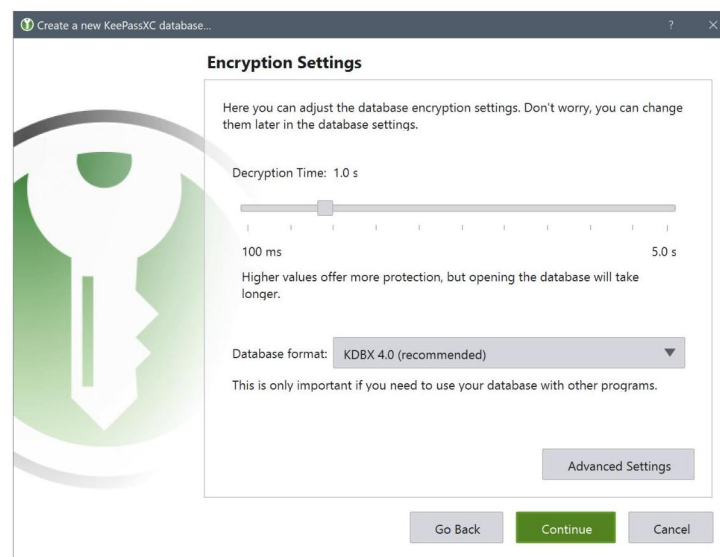 Create a new KeePassXC database...
?
Encryption Settings
Here you can adjust the database encryption settings. Don't worry, you can change
them later in the database settings.
Decryption Time: 1.0 s
100 ms
5.0 s
Higher values offer more protection, but opening the database will take
longer.
Database format: KDBX 4.0 (recommended)
This is only important if you need to use your database with other programs.
Advanced Settings
Go Back
Continue
Cancel